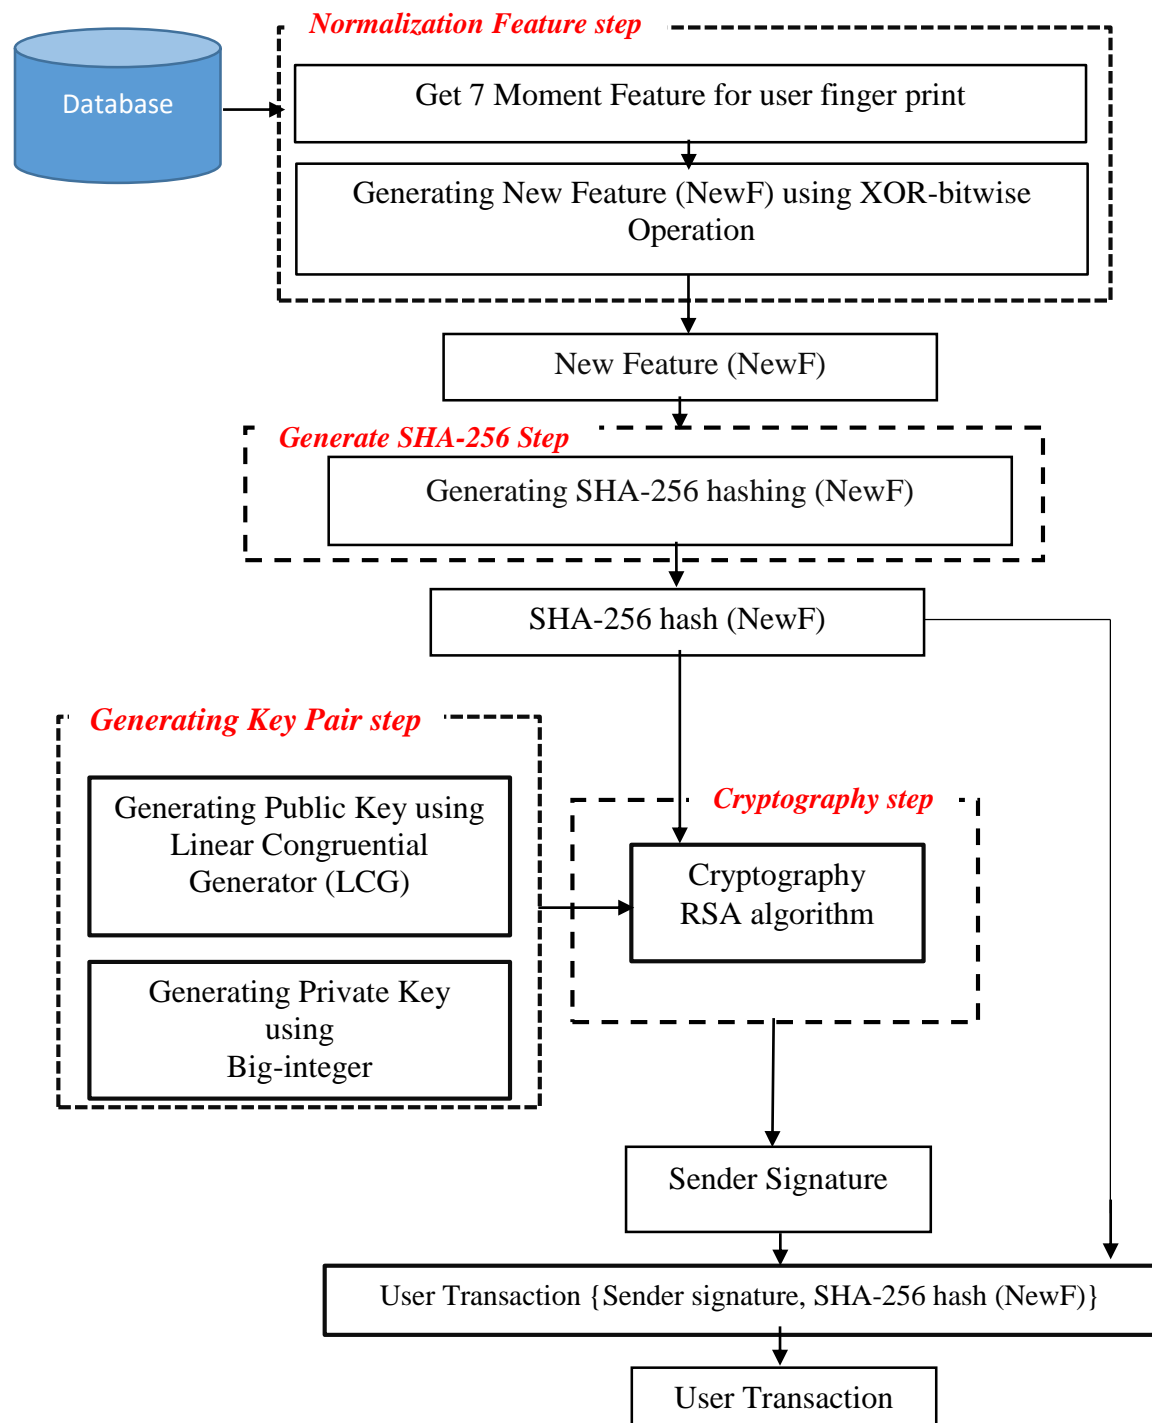 Normalization Feature step
Database
Get 7 Moment Feature for user finger print
Generating New Feature (NewF) using XOR-bitwise
Operation
New Feature (NewF)
Generate SHA-256 Step
Generating SHA-256 hashing (NewF)
SHA-256 hash (NewF)
Generating Key Pair step
Generating Public Key using
Linear Congruential
Generator (LCG)
Generating Private Key
using
Big-integer
Cryptography step
Cryptography
RSA algorithm
Sender Signature
User Transaction {Sender signature, SHA-256 hash (NewF)}
User Transaction